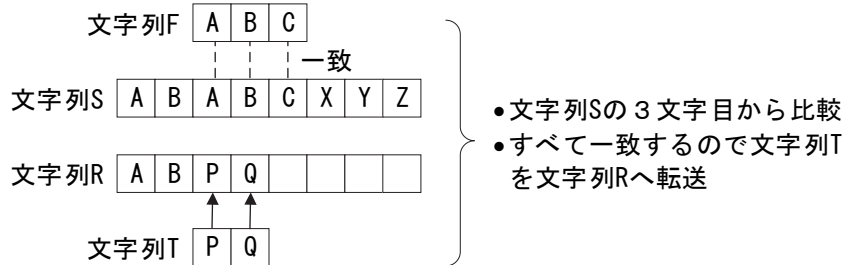 文字列F A B C
一致
文字列S A B A B C X Y Z
•文字列Sの３文字目から比較
•すべて一致するので文字列T
を文字列Rへ転送
文字列R A B P Q
文字列T P Q